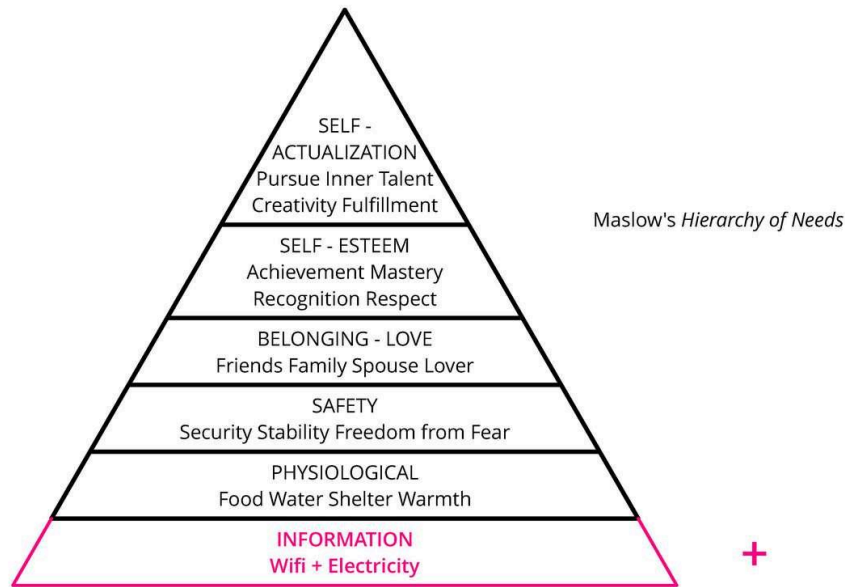 SELF -
ACTUALIZATION
Pursue Inner Talent
Creativity Fulfillment
Maslow's Hierarchy of Needs
SELF - ESTEEM
Achievement Mastery
Recognition Respect
BELONGING - LOVE
Friends Family Spouse Lover
SAFETY
Security Stability Freedom from Fear
PHYSIOLOGICAL
Food Water Shelter Warmth
INFORMATION
Wifi + Electricity
+